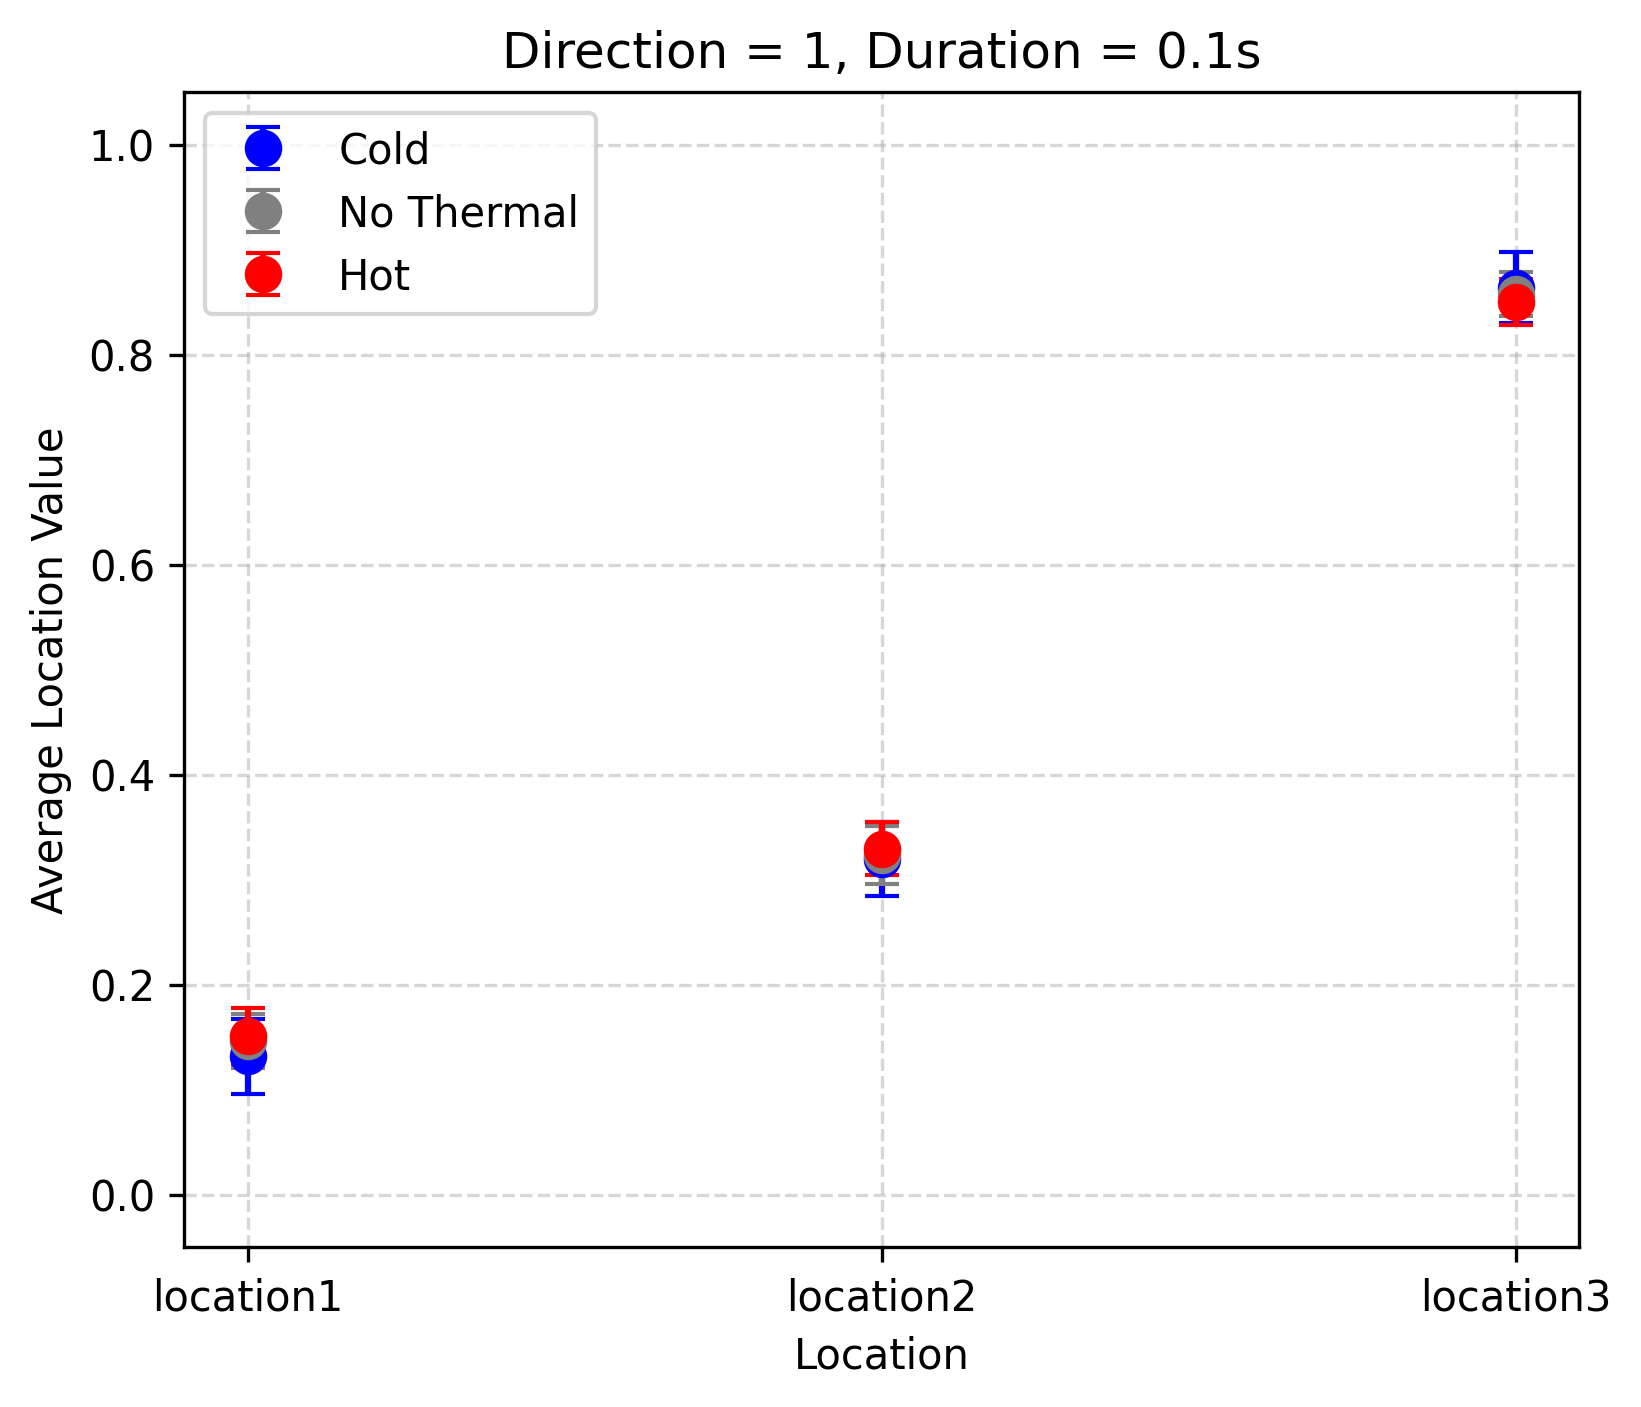 Direction = 1, Duration = 0.1s
Cold
No Thermal
Hot
1.0
0.8
0.6
0.4
0.2
0.0
Average Location Value
location1
location2
location3
Location